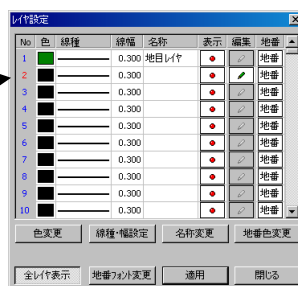 ﾚｲﾔ設定
No 色 線種 線幅 名称 表示 編集 地番
1 0.300 地目ﾚｲﾔ 地番
2 0.300 地番
3 0.300 地番
4 0.300 地番
5 0.300 地番
6 0.300 地番
7 0.300 地番
8 0.300 地番
9 0.300 地番
10 0.300 地番
色変更 線種・幅設定 名称変更 地番色変更
全ﾚｲﾔ表示 地番ﾌｫﾝﾄ変更 適用 閉じる